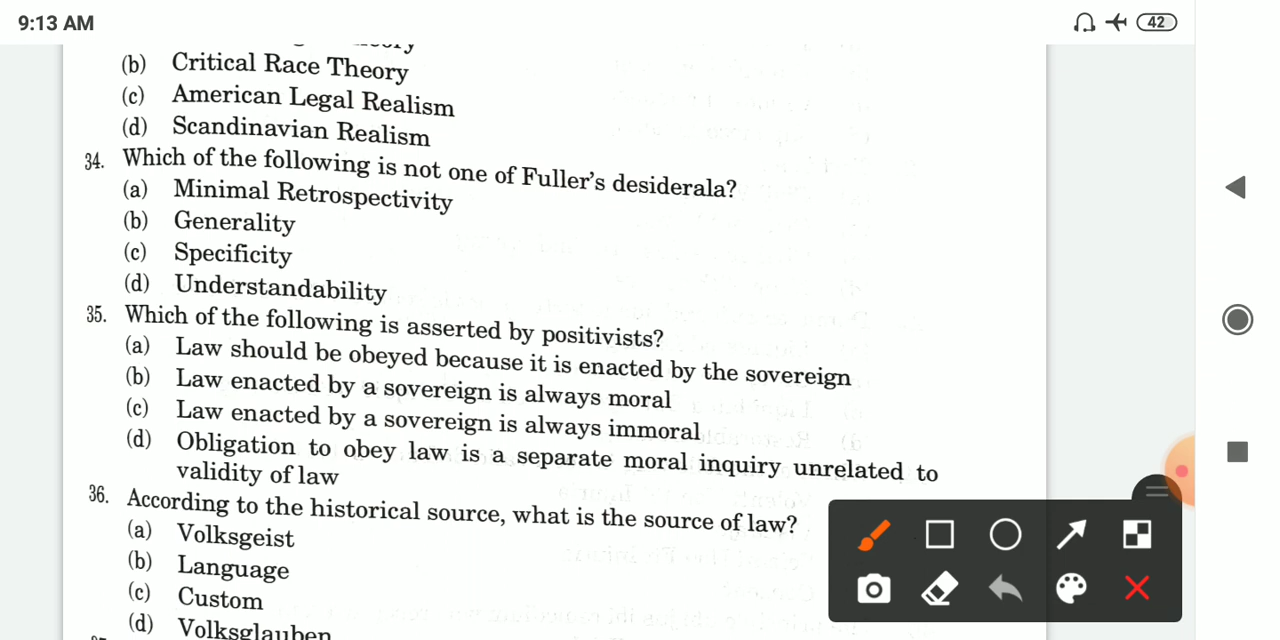 9:13 AM
42
(b) Critical Race Theory
(c) American Legal Realism
(d) Scandinavian Realism
34. Which of the following is not one of Fuller's desiderala?
(a) Minimal Retrospectivity
(b) Generality
(c) Specificity
(d) Understandability
35. Which of the following is asserted by positivists?
(a) Law should be obeyed because it is enacted by the sovereign
(b) Law enacted by a sovereign is always moral
(c) Law enacted by a sovereign is always immoral
(d) Obligation to obey law is a separate moral inquiry unrelated to
validity of law
36. According to the historical source, what is the source of law?
(a) Volksgeist
(b) Language
(c) Custom
(d) Volksglauben